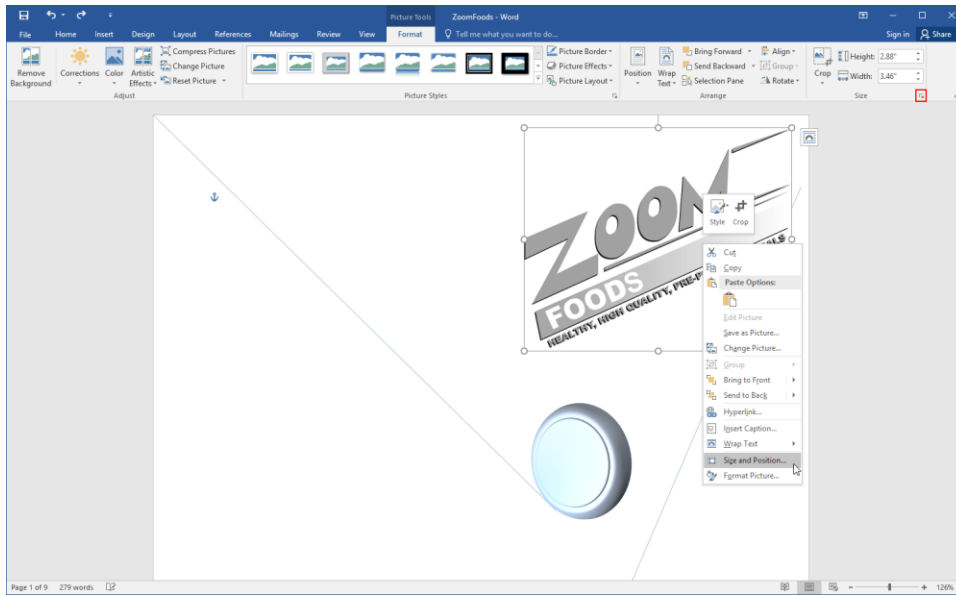 Picture Tools ZoomFoods - Word
File Home Insert Design Layout References Mailings Review View Format Tell me what you want to do... Sign in Share
Remove Background
Corrections
Color
Artistic Effects
Compress Pictures
Change Picture
Reset Picture
Adjust
Picture Styles
Picture Border
Picture Effects
Picture Layout
Position
Wrap Text
Bring Forward
Send Backward
Selection Pane
Align
Group
Rotate
Arrange
Crop
Height: 2.88"
Width: 3.46"
Size
ZOOM
FOODS
HEALTHY, HIGH QUALITY,
Style Crop
Cut
Copy
Paste Options:
Edit Picture
Save as Picture...
Change Picture...
Group
Bring to Front
Send to Back
Hyperlink...
Insert Caption...
Wrap Text
Size and Position...
Format Picture...
Page 1 of 9 279 words 126%